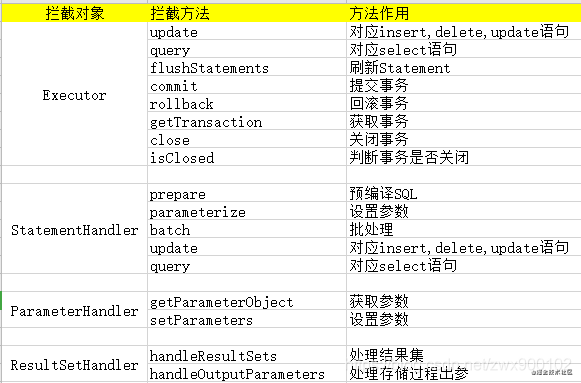 拦截对象 拦截方法 方法作用
update 对应insert,delete,update语句
query 对应select语句
flushStatements 刷新Statement
commit 提交事务
Executor rollback 回滚事务
getTransaction 获取事务
close 关闭事务
isClosed 判断事务是否关闭
prepare 预编译SQL
parameterize 设置参数
StatementHandler batch 批处理
update 对应insert,delete,update语句
query 对应select语句
ParameterHandler getParameterObject 获取参数
setParameters 设置参数
ResultSetHandler handleResultSets 处理结果集
handleOutputParameters 处理存储过程出参
@掘金技术社区